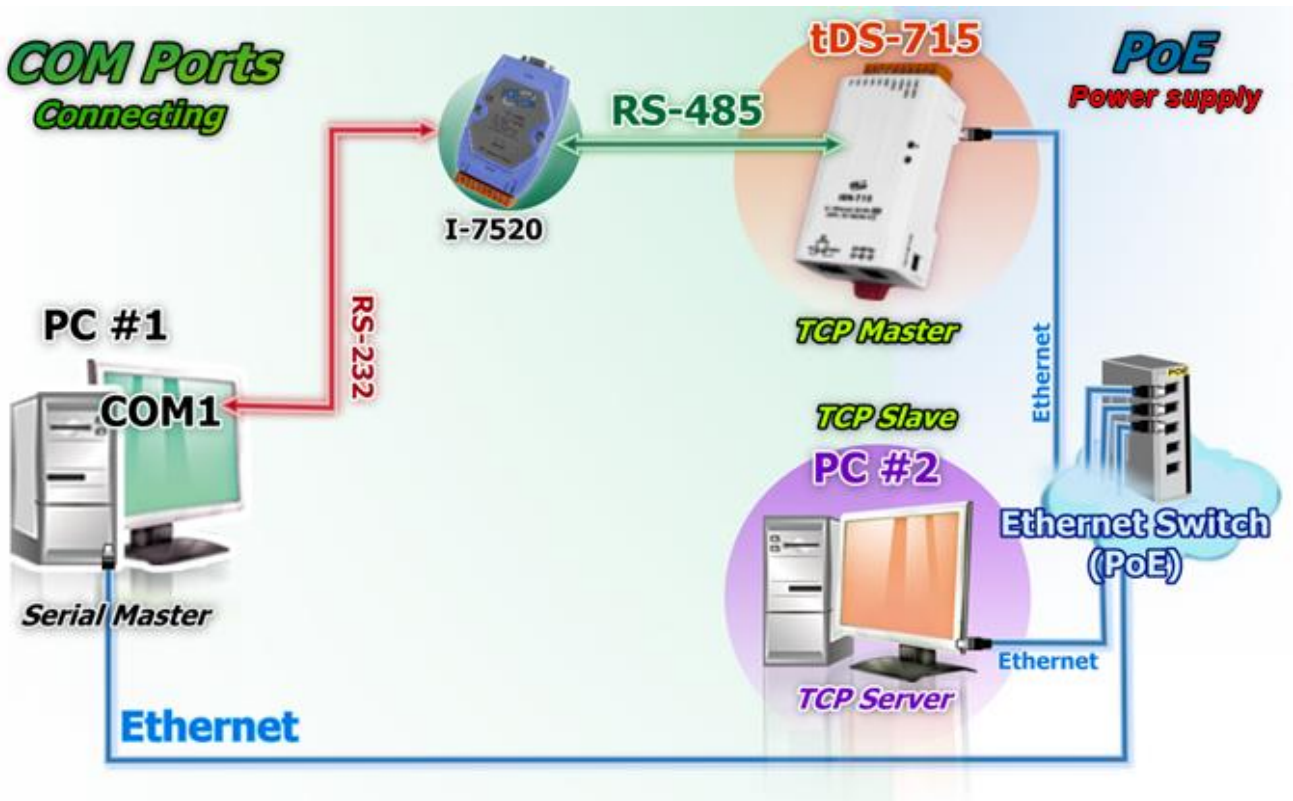 COM Ports
Connecting
tDS-715
PoE
Power supply
RS-485
I-7520
RS-232
PC #1
COM1
Serial Master
TCP Master
Ethernet
TCP Slave
PC #2
POE
Ethernet Switch
(PoE)
Ethernet
TCP Server
Ethernet